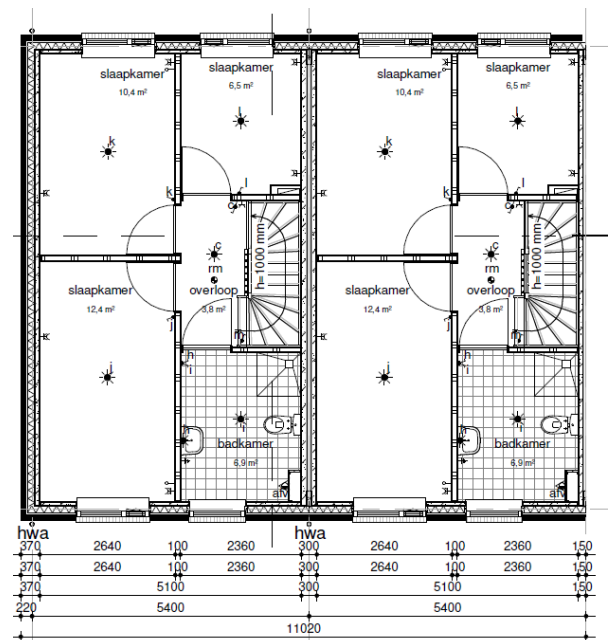 slaapkamer slaapkamer slaapkamer slaapkamer
10,4 m² 6,5 m² 10,4 m² 6,5 m²
k l k l
k l k l
c c
c c
rm rm
h=1000 mm h=1000 mm
slaapkamer overloop slaapkamer overloop
12,4 m² 3,8 m² 12,4 m² 3,8 m²
j j
m m
h h
i i
j i j i
h h
badkamer badkamer
6,9 m² 6,9 m²
afv afv
hwa hwa
370 2640 100 2360 300 2640 100 2360 150
370 2640 100 2360 300 2640 100 2360 150
370 5100 300 5100 150
220 5400 5400
11020